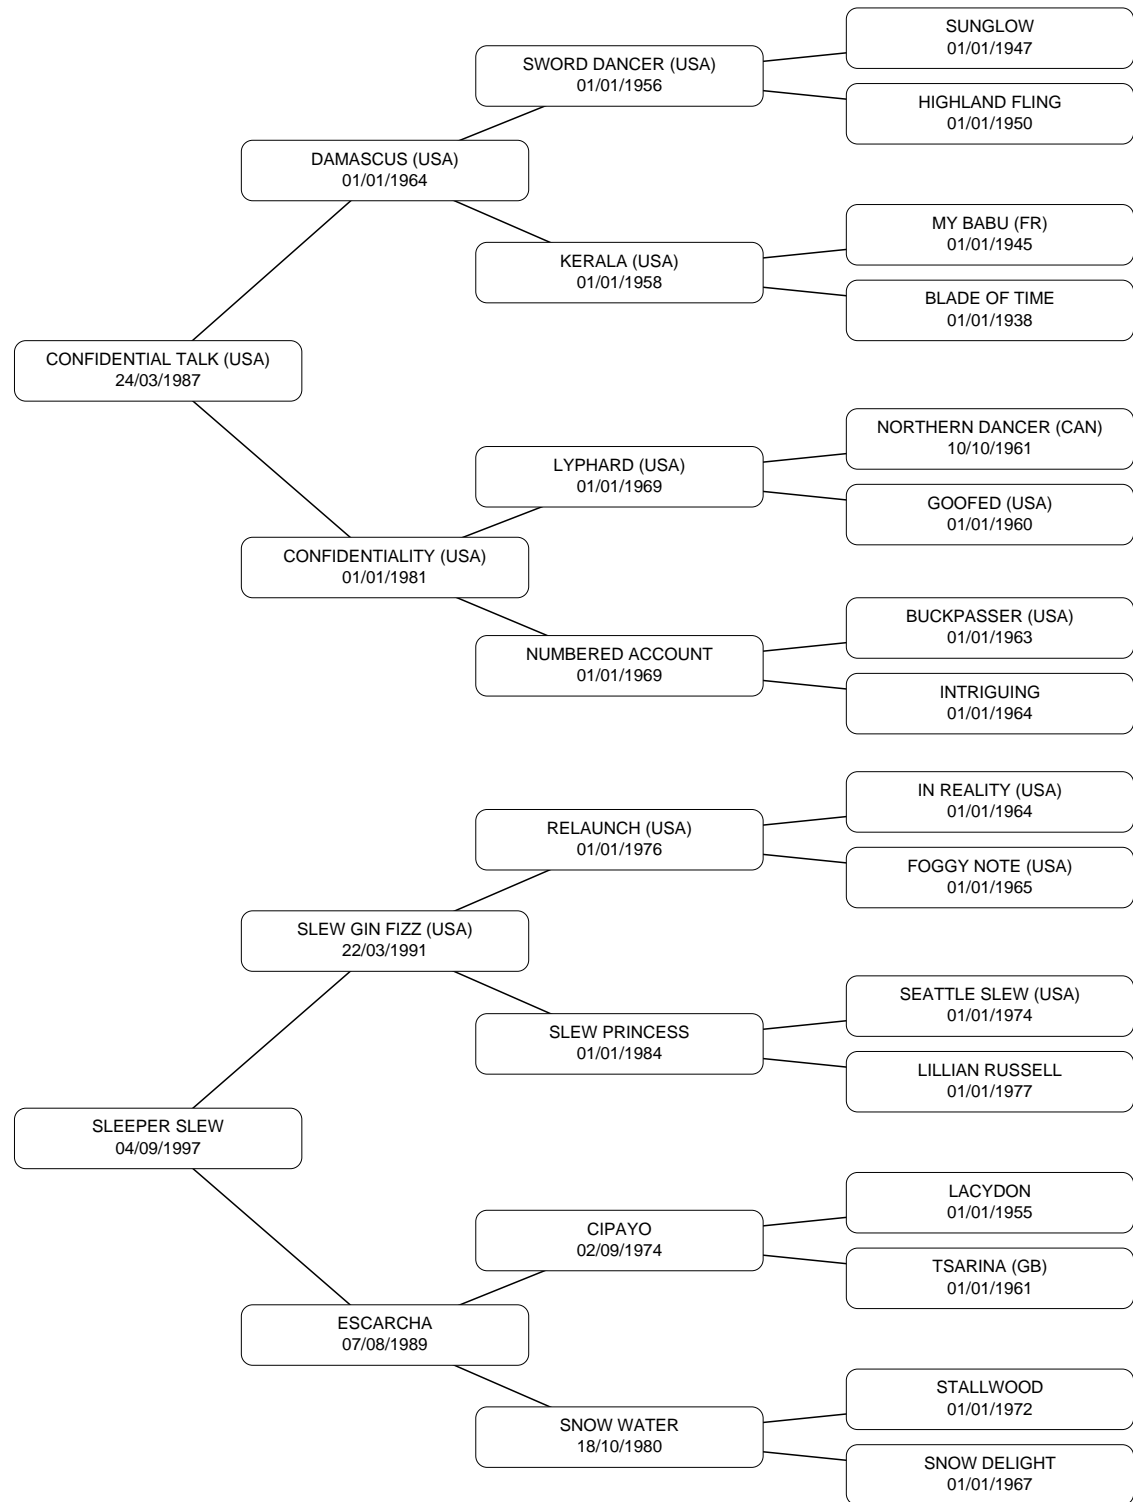 SUNGLOW
01/01/1947
SWORD DANCER (USA)
01/01/1956
HIGHLAND FLING
01/01/1950
DAMASCUS (USA)
01/01/1964
MY BABU (FR)
01/01/1945
KERALA (USA)
01/01/1958
BLADE OF TIME
01/01/1938
CONFIDENTIAL TALK (USA)
24/03/1987
NORTHERN DANCER (CAN)
10/10/1961
LYPHARD (USA)
01/01/1969
GOOFED (USA)
01/01/1960
CONFIDENTIALITY (USA)
01/01/1981
BUCKPASSER (USA)
01/01/1963
NUMBERED ACCOUNT
01/01/1969
INTRIGUING
01/01/1964
IN REALITY (USA)
01/01/1964
RELAUNCH (USA)
01/01/1976
FOGGY NOTE (USA)
01/01/1965
SLEW GIN FIZZ (USA)
22/03/1991
SEATTLE SLEW (USA)
01/01/1974
SLEW PRINCESS
01/01/1984
LILLIAN RUSSELL
01/01/1977
SLEEPER SLEW
04/09/1997
LACYDON
01/01/1955
CIPAYO
02/09/1974
TSARINA (GB)
01/01/1961
ESCARCHA
07/08/1989
STALLWOOD
01/01/1972
SNOW WATER
18/10/1980
SNOW DELIGHT
01/01/1967